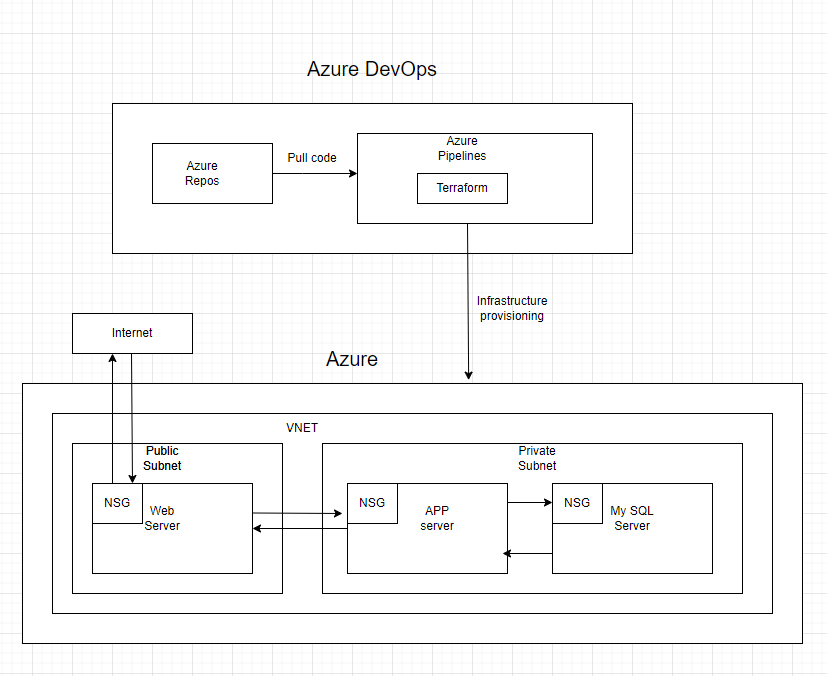 Azure DevOps
Azure
Repos
Pull code
Azure
Pipelines
Terraform
Infrastructure
provisioning
Internet
Azure
VNET
Public
Subnet
Private
Subnet
NSG
Web
Server
NSG
APP
server
NSG
My SQL
Server